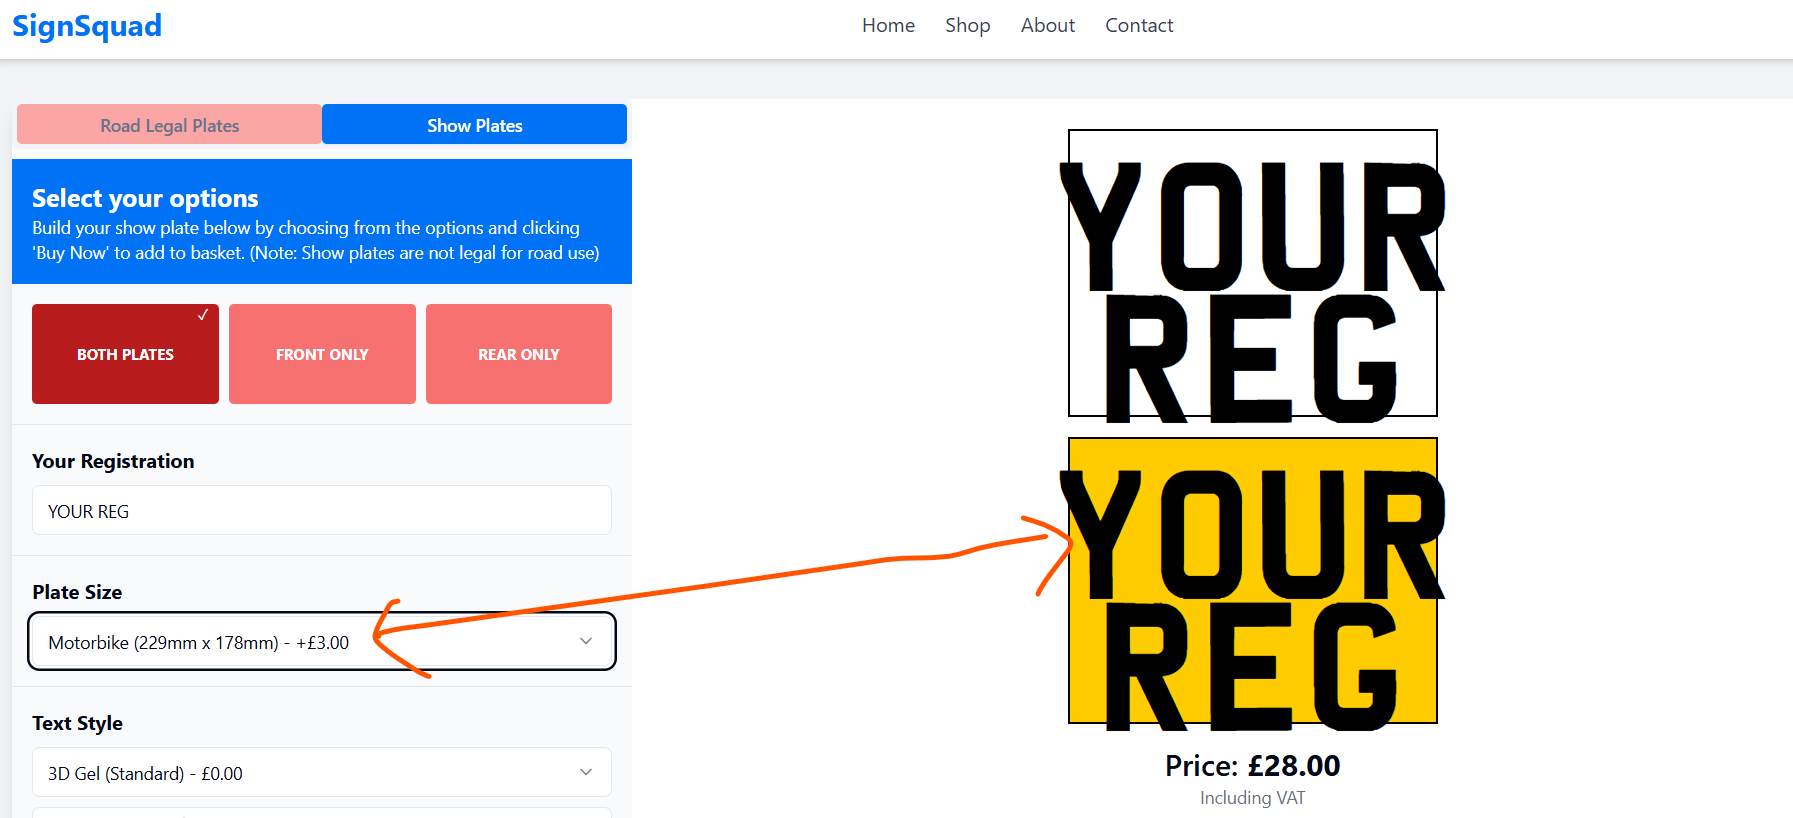 SignSquad
Home Shop About Contact
Road Legal Plates Show Plates
Select your options
Build your show plate below by choosing from the options and clicking
'Buy Now' to add to basket. (Note: Show plates are not legal for road use)
BOTH PLATES ✓ FRONT ONLY REAR ONLY
Your Registration
YOUR REG
Plate Size
Motorbike (229mm x 178mm) - +£3.00
Text Style
3D Gel (Standard) - £0.00
YOUR
REG
YOUR
REG
Price: £28.00
Including VAT